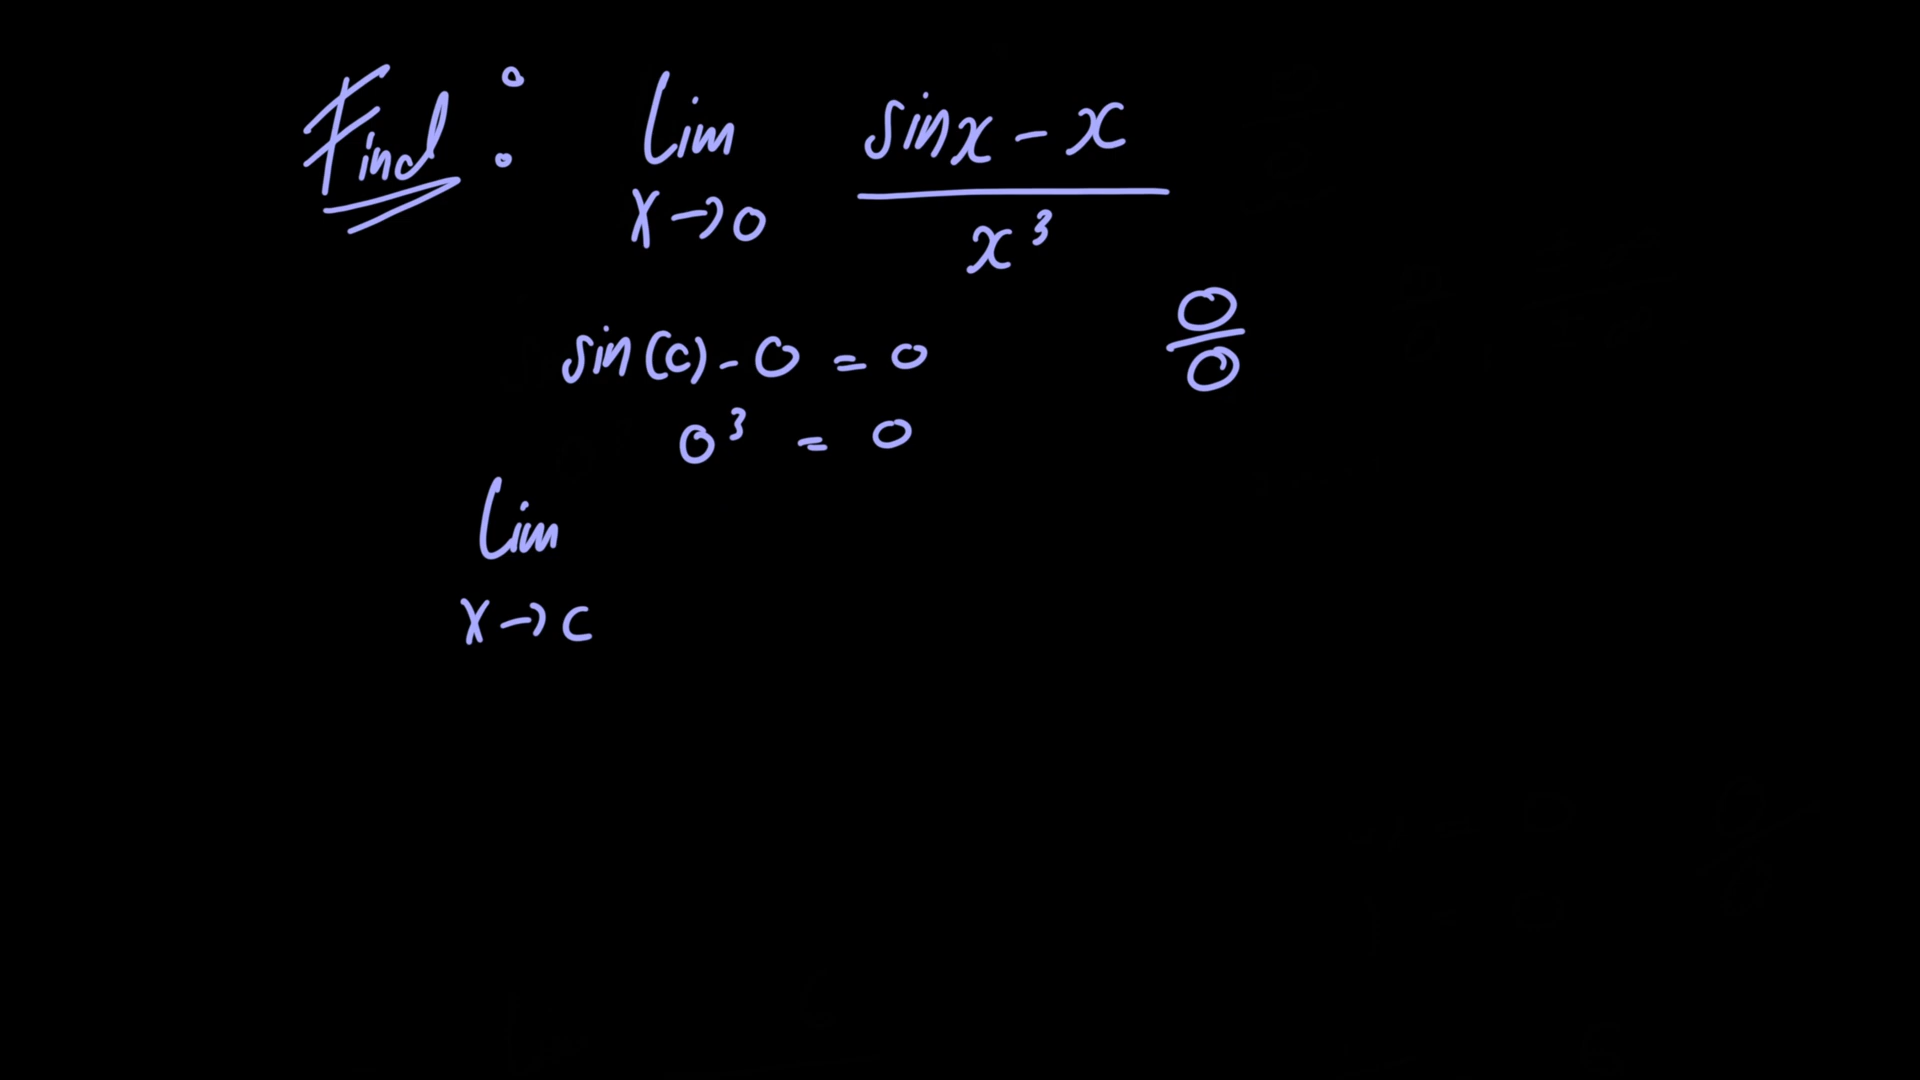 Find: lim x→0 (sinx - x) / x³
sin(c) - 0 = 0
0/0
0³ = 0
lim
x→c